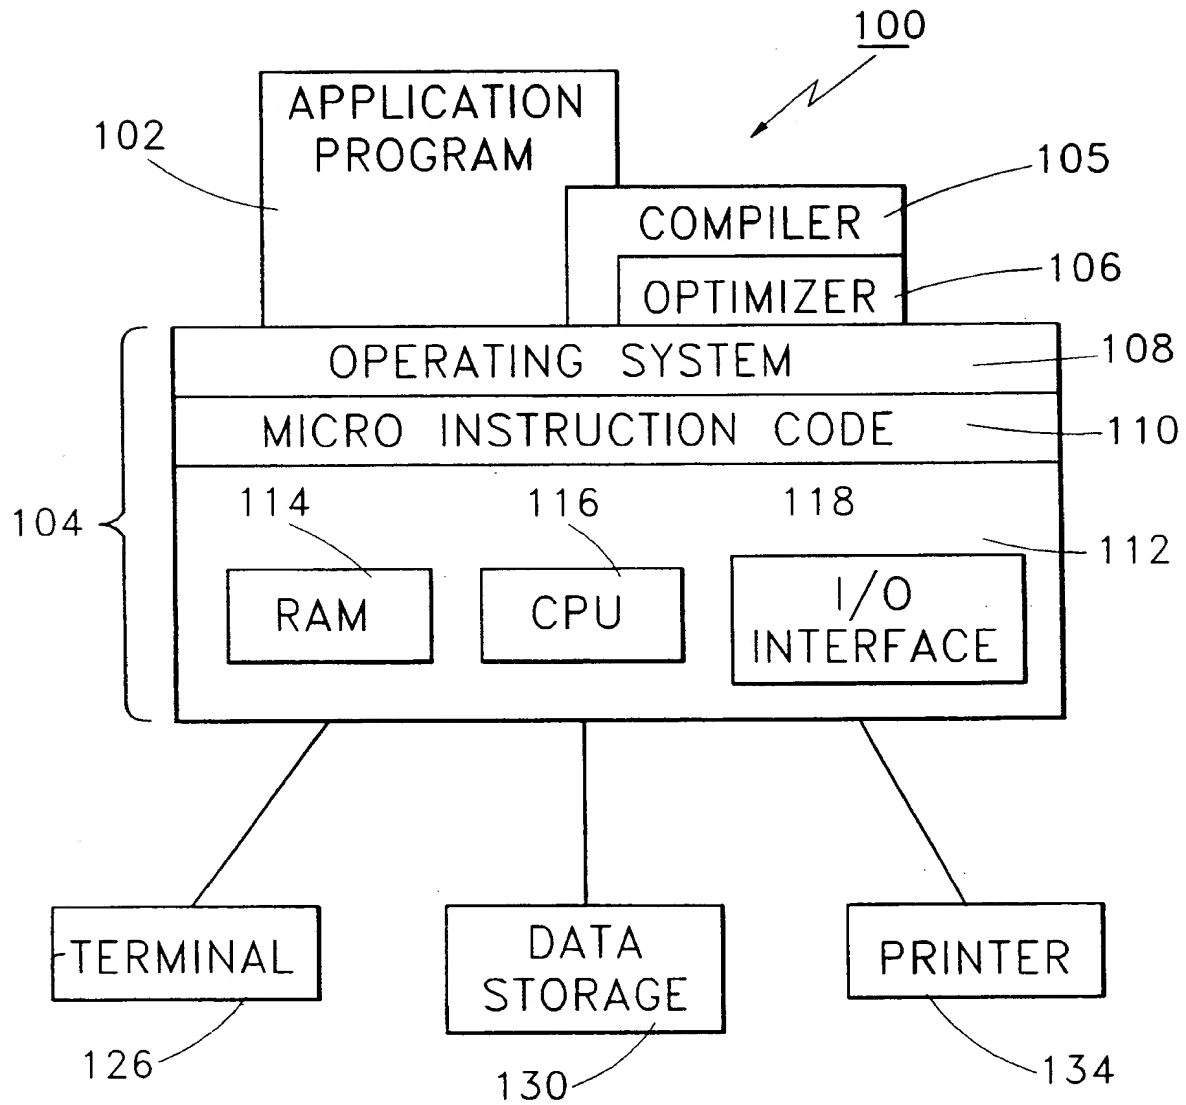 100
APPLICATION
PROGRAM
102
105
COMPILER
106
OPTIMIZER
OPERATING SYSTEM
108
MICRO INSTRUCTION CODE
110
104
114
116
118
112
RAM
CPU
I/O
INTERFACE
TERMINAL
DATA
STORAGE
PRINTER
126
130
134